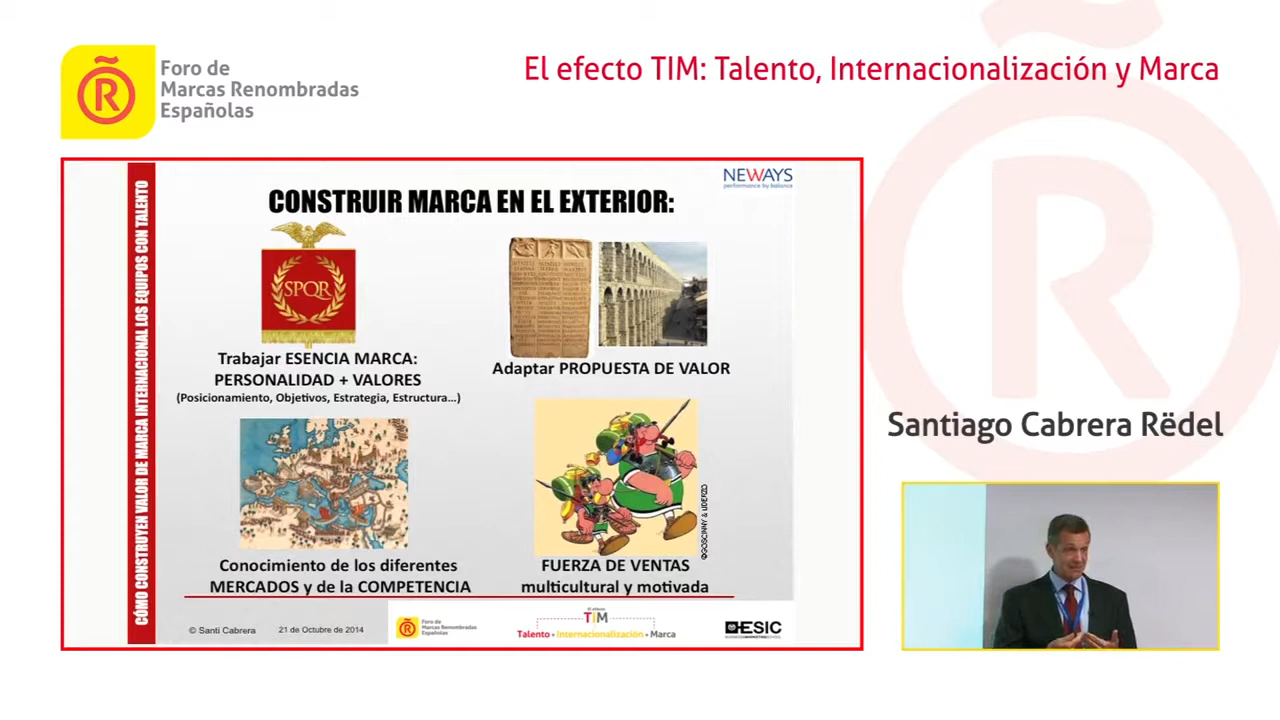 Foro de
Marcas Renombradas
Españolas
El efecto TIM: Talento, Internacionalización y Marca
CÓMO CONSTRUYEN VALOR DE MARCA INTERNACIONAL LOS EQUIPOS CON TALENTO
NEWAYS
performance by balance
CONSTRUIR MARCA EN EL EXTERIOR:
SPQR
Trabajar ESENCIA MARCA:
PERSONALIDAD + VALORES
(Posicionamiento, Objetivos, Estrategia, Estructura...)
Adaptar PROPUESTA DE VALOR
Conocimiento de los diferentes
MERCADOS y de la COMPETENCIA
©GOSCINNY & UDERZO
FUERZA DE VENTAS
multicultural y motivada
© Santi Cabrera
21 de Octubre de 2014
Foro de
Marcas Renombradas
Españolas
El efecto
TIM
Talento • Internacionalización • Marca
ESIC
BUSINESS&MARKETINGSCHOOL
Santiago Cabrera Rëdel
R